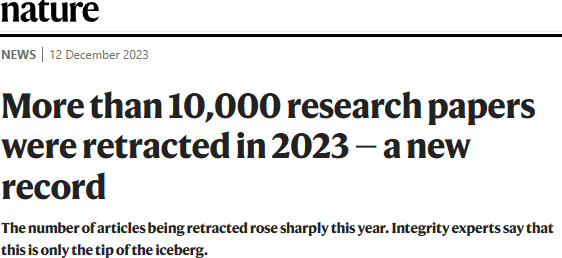 nature
NEWS | 12 December 2023
More than 10,000 research papers
were retracted in 2023 — a new
record
The number of articles being retracted rose sharply this year. Integrity experts say that
this is only the tip of the iceberg.